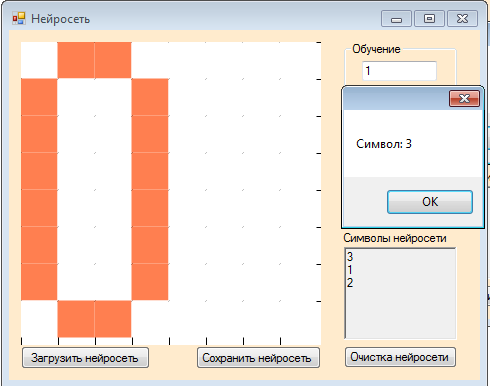 Нейросеть
Обучение
1
Символ: 3
OK
Символы нейросети
3
1
2
Загрузить нейросеть
Сохранить нейросеть
Очистка нейросети